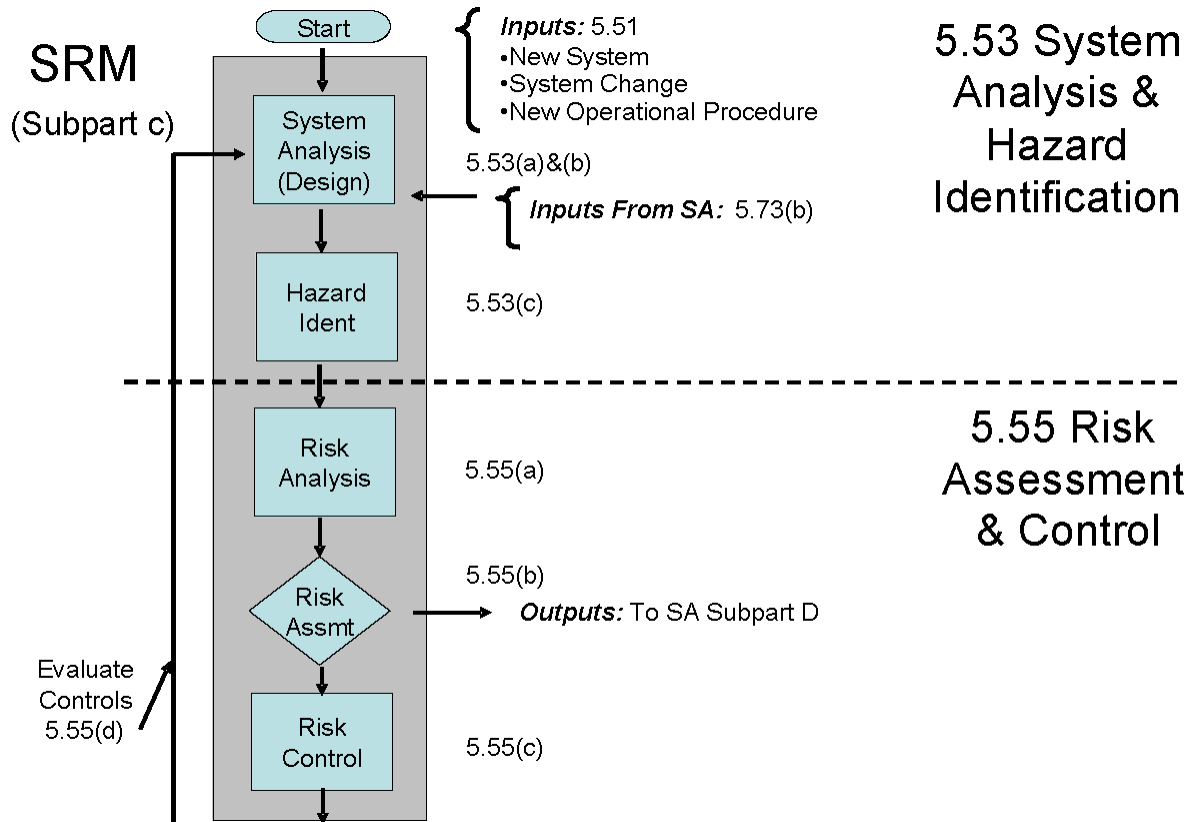 SRM
(Subpart c)
Start
Inputs: 5.51
•New System
•System Change
•New Operational Procedure
5.53 System
Analysis &
Hazard
Identification
System
Analysis
(Design)
5.53(a)&(b)
Inputs From SA: 5.73(b)
Hazard
Ident
5.53(c)
5.55 Risk
Assessment
& Control
Risk
Analysis
5.55(a)
5.55(b)
Risk
Assmt
Outputs: To SA Subpart D
Evaluate
Controls
5.55(d)
Risk
Control
5.55(c)